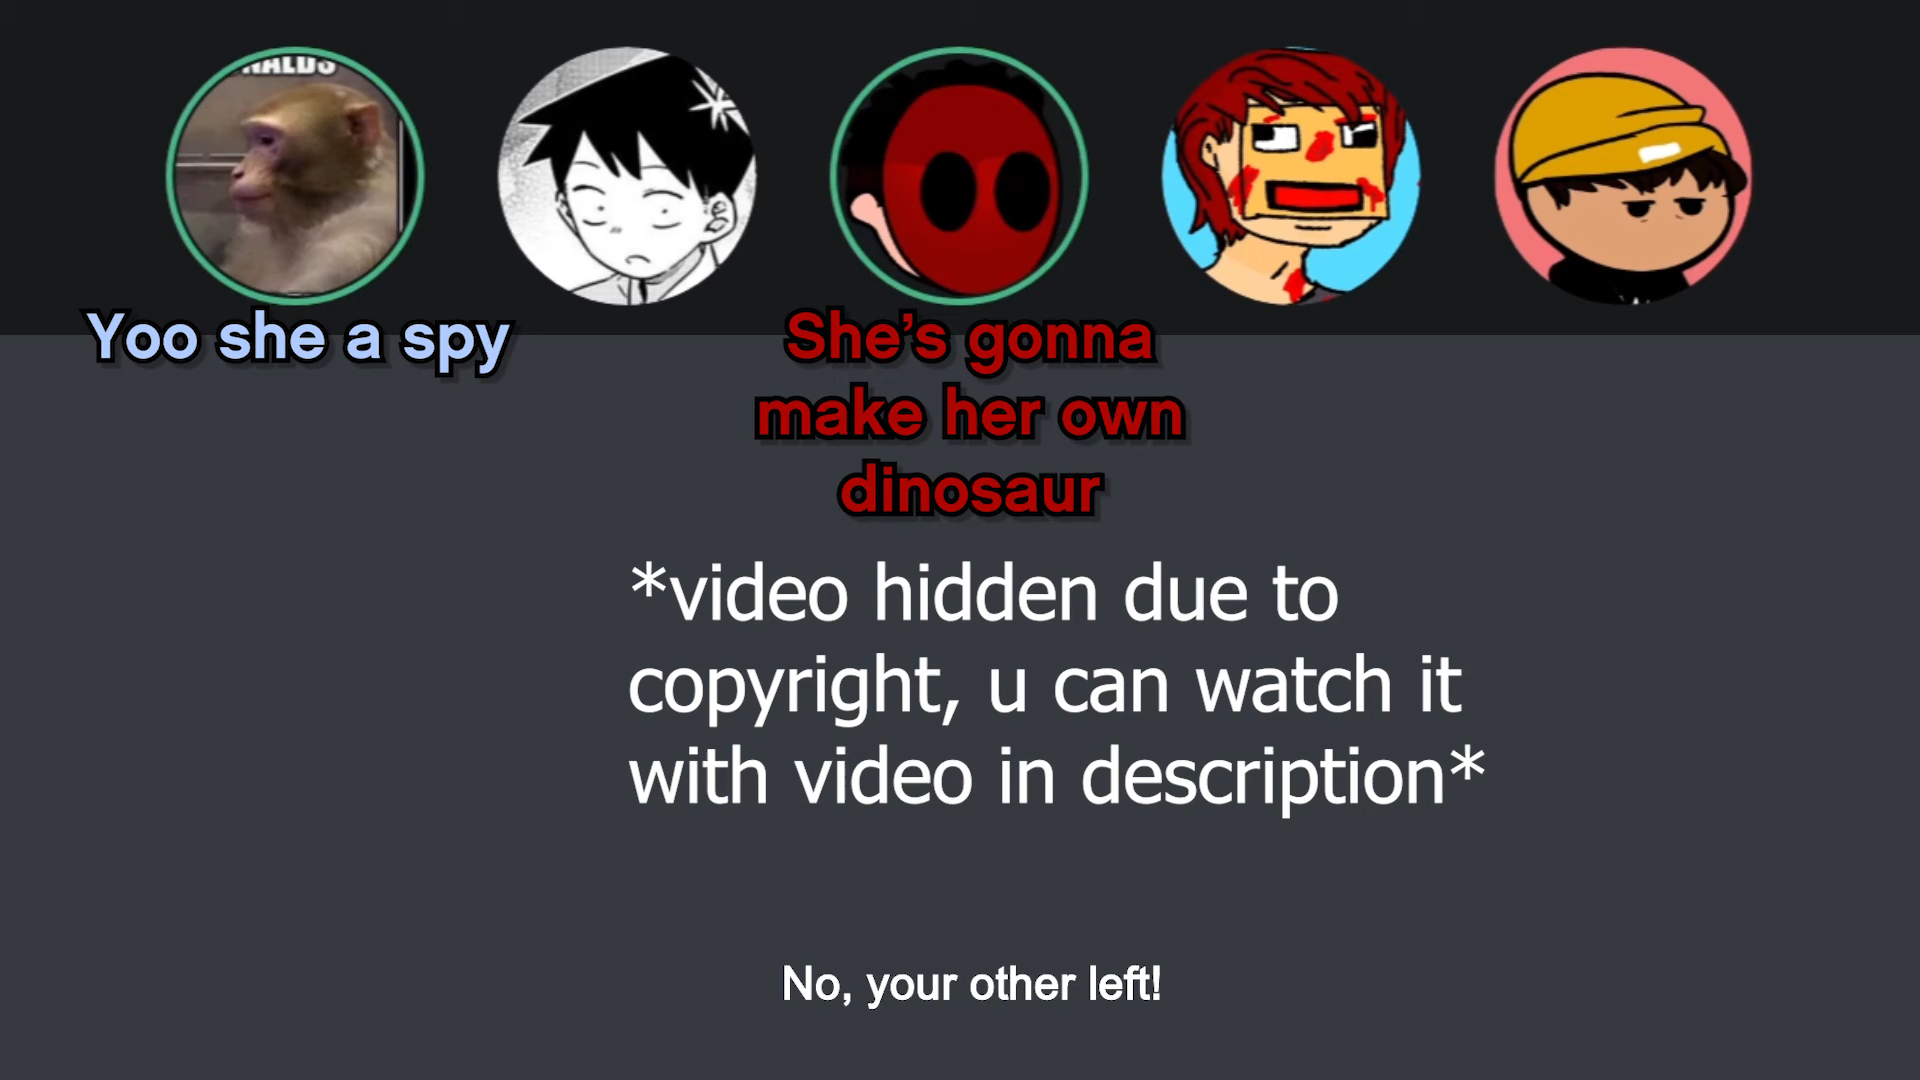 NALDS
Yoo she a spy
She's gonna
make her own
dinosaur
*video hidden due to
copyright, u can watch it
with video in description*
No, your other left!